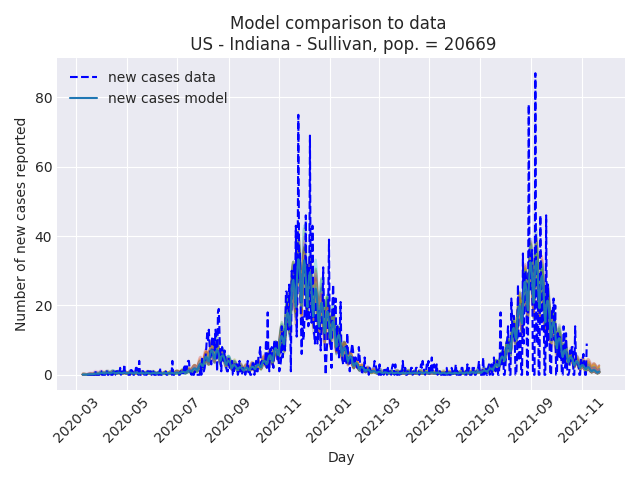 Model comparison to data
US - Indiana - Sullivan, pop. = 20669
new cases data
new cases model
Number of new cases reported
80
60
40
20
0
2020-03
2020-05
2020-07
2020-09
2020-11
2021-01
2021-03
2021-05
2021-07
2021-09
2021-11
Day